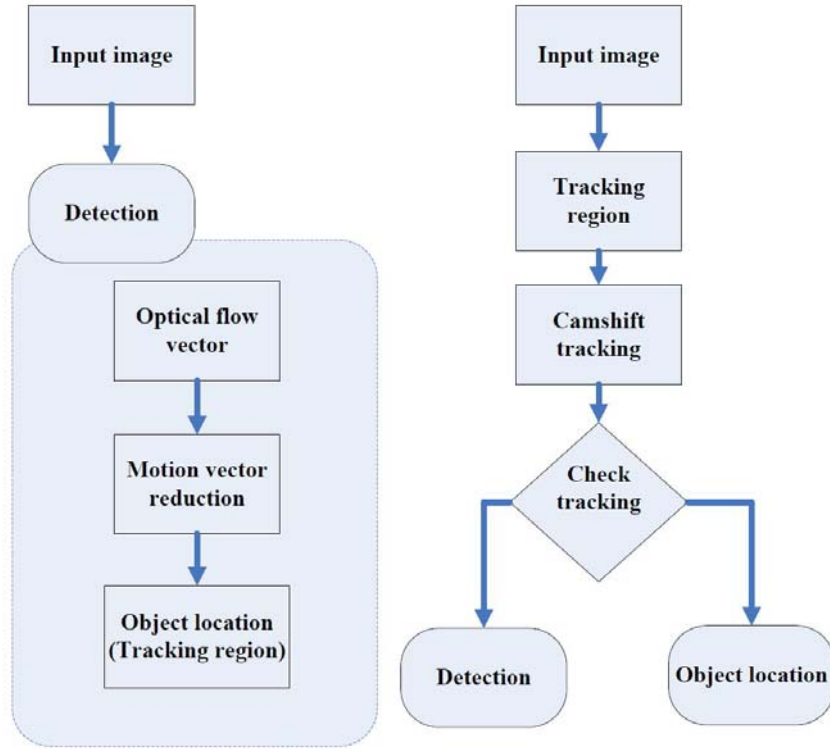 Input image
Detection
Optical flow
vector
Motion vector
reduction
Object location
(Tracking region)
Input image
Tracking
region
Camshift
tracking
Check
tracking
Detection
Object location